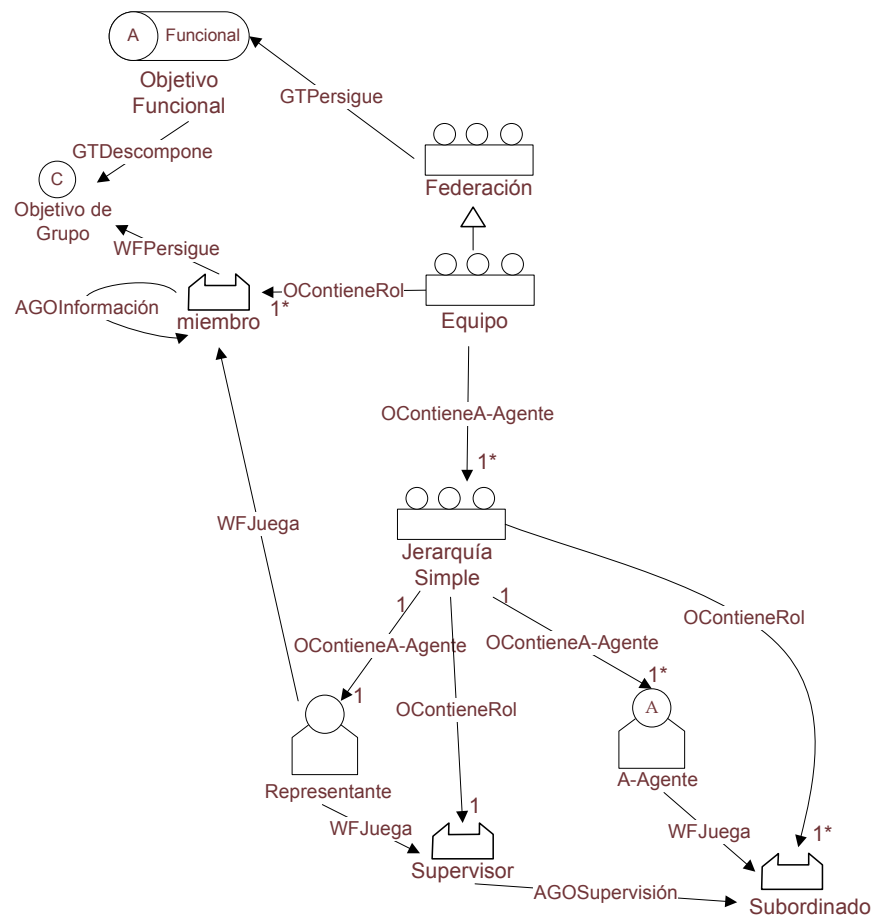 A
Funcional
Objetivo
Funcional
GTPersigue
GTDescompone
Federación
C
Objetivo de
Grupo
WFPersigue
AGOInformación
miembro
1*
OContieneRol
Equipo
OContieneA-Agente
1*
WFJuega
Jerarquía
Simple
1
1
OContieneRol
OContieneA-Agente
OContieneA-Agente
1
1*
OContieneRol
A
Representante
A-Agente
1
WFJuega
WFJuega
1*
Supervisor
AGOSupervisión
Subordinado